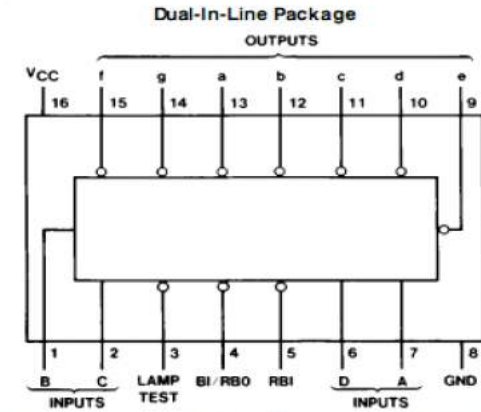 Dual-In-Line Package
OUTPUTS
VCC f g a b c d e
16 15 14 13 12 11 10 9
1 2 3 4 5 6 7 8
B C LAMP TEST BI/RBO RBI D A GND
INPUTS INPUTS